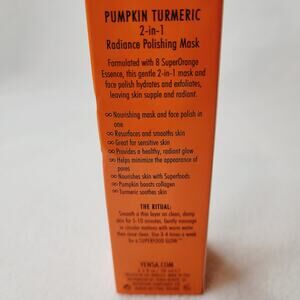 PUMPKIN TURMERIC
2-in-1
Radiance Polishing Mask
Formulated with 8 SuperOrange
Essence, this gentle 2-in-1 mask and
face polish hydrates and exfoliates,
leaving skin supple and radiant.
∞Nourishing mask and face polish in
one
∞Resurfaces and smooths skin
∞Great for sensitive skin
∞Provides a healthy, radiant glow
∞Helps minimize the appearance of
pores
∞Nourishes skin with Superfoods
∞Pumpkin boosts collagen
∞Turmeric soothes skin
THE RITUAL:
Smooth a thin layer on clean, damp
skin for 5-10 minutes. Gently massage
in circular motions with warm water
then rinse clean. Use 3-4 times a week
for a SUPERFOOD GLOW
YENSA.COM